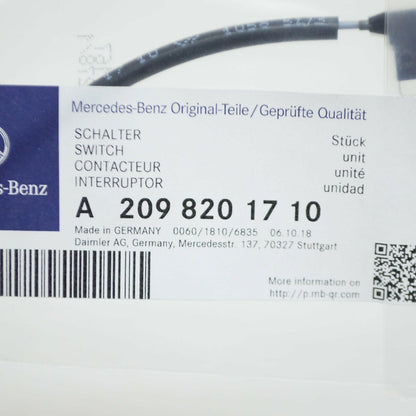 Mercedes-Benz Original-Teile/Geprüfte Qualität
SCHALTER
SWITCH
CONTACTEUR
INTERRUPTOR
Stück
unit
unité
unidad
s-Benz
A 209 820 17 10
Made in GERMANY 0060/1810/6835 06.10.18
Daimler AG, Germany, Mercedesstr. 137, 70327 Stuttgart
More information on
http://p.mb-qr.com